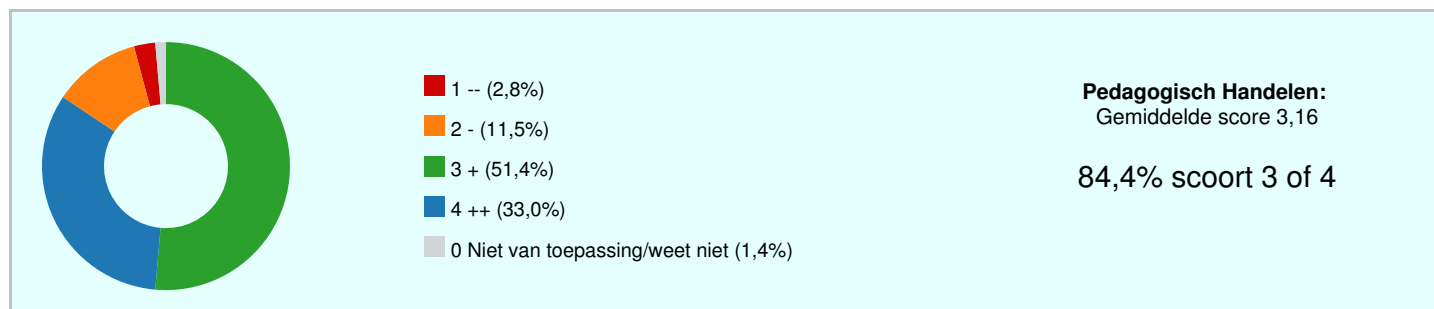 1 -- (2,8%)
2 - (11,5%)
3 + (51,4%)
4 ++ (33,0%)
0 Niet van toepassing/weet niet (1,4%)
Pedagogisch Handelen:
Gemiddelde score 3,16
84,4% scoort 3 of 4